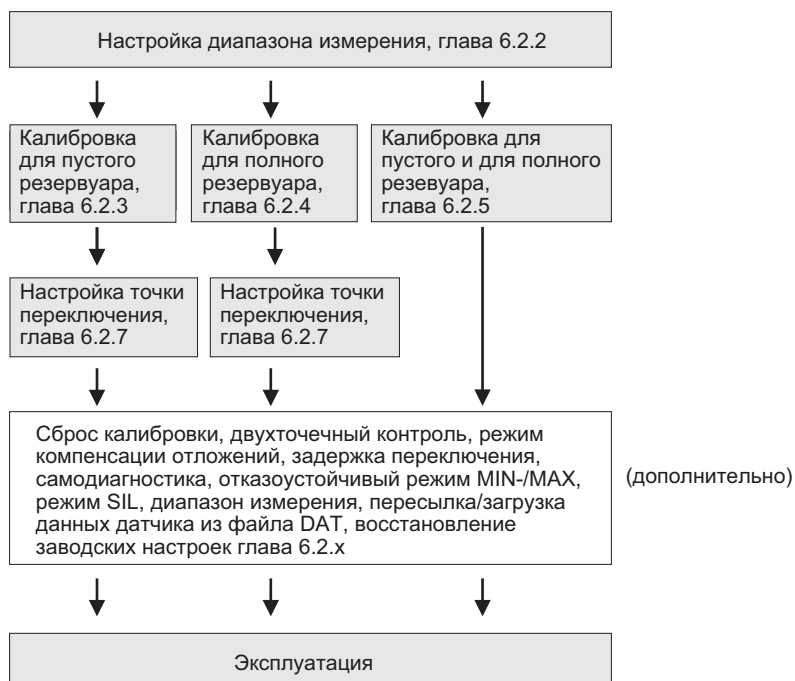 Настройка диапазона измерения, глава 6.2.2
Калибровка
для пустого
резервуара,
глава 6.2.3
Калибровка
для полного
резервуара,
глава 6.2.4
Калибровка для
пустого и для полного
резевуара,
глава 6.2.5
Настройка точки
переключения,
глава 6.2.7
Настройка точки
переключения,
глава 6.2.7
Сброс калибровки, двухточечный контроль, режим
компенсации отложений, задержка переключения,
самодиагностика, отказоустойчивый режим MIN-/MAX,
режим SIL, диапазон измерения, пересылка/загрузка
данных датчика из файла DAT, восстановление
заводских настроек глава 6.2.x
(дополнительно)
Эксплуатация